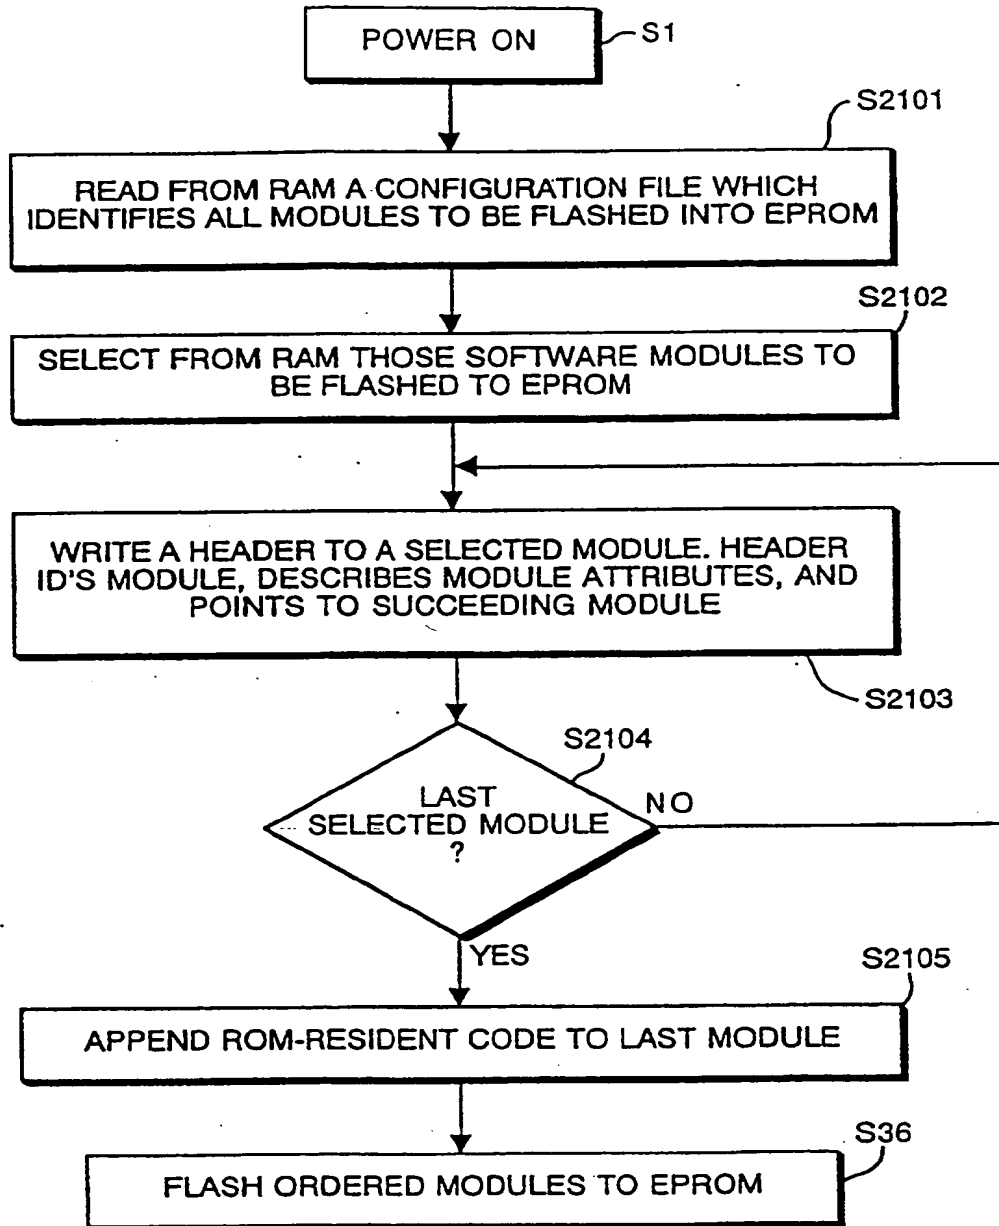 POWER ON
S1
S2101
READ FROM RAM A CONFIGURATION FILE WHICH
IDENTIFIES ALL MODULES TO BE FLASHED INTO EPROM
S2102
SELECT FROM RAM THOSE SOFTWARE MODULES TO
BE FLASHED TO EPROM
WRITE A HEADER TO A SELECTED MODULE. HEADER
ID'S MODULE, DESCRIBES MODULE ATTRIBUTES, AND
POINTS TO SUCCEEDING MODULE
S2103
S2104
LAST
SELECTED MODULE
?
NO
YES
S2105
APPEND ROM-RESIDENT CODE TO LAST MODULE
S36
FLASH ORDERED MODULES TO EPROM